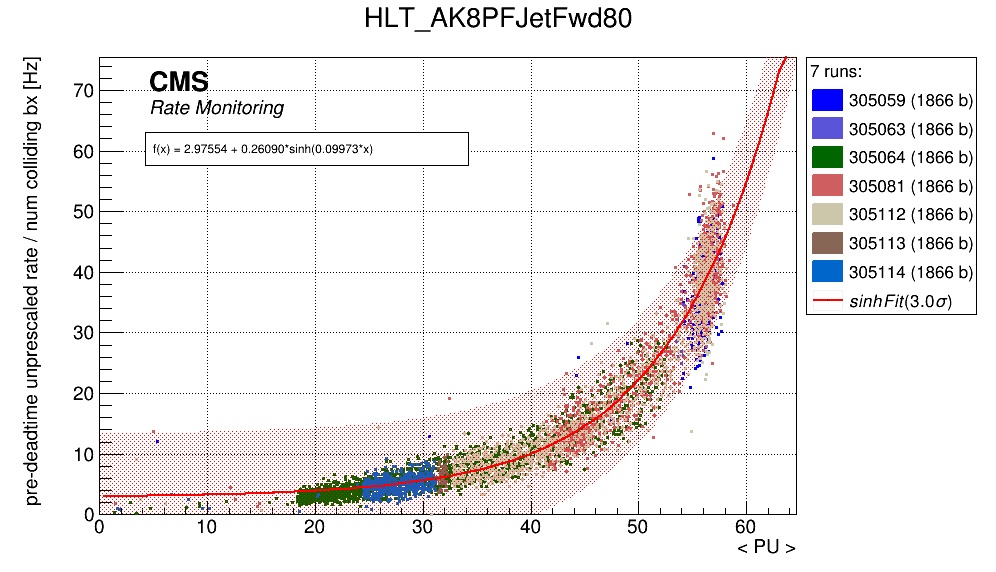 HLT_AK8PFJetFwd80
pre-deadtime unprescaled rate / num colliding bx [Hz]
CMS
Rate Monitoring
f(x) = 2.97554 + 0.26090*sinh(0.09973*x)
70
60
50
40
30
20
10
0
0 10 20 30 40 50 60
< PU >
7 runs:
305059 (1866 b)
305063 (1866 b)
305064 (1866 b)
305081 (1866 b)
305112 (1866 b)
305113 (1866 b)
305114 (1866 b)
sinhFit(3.0σ)